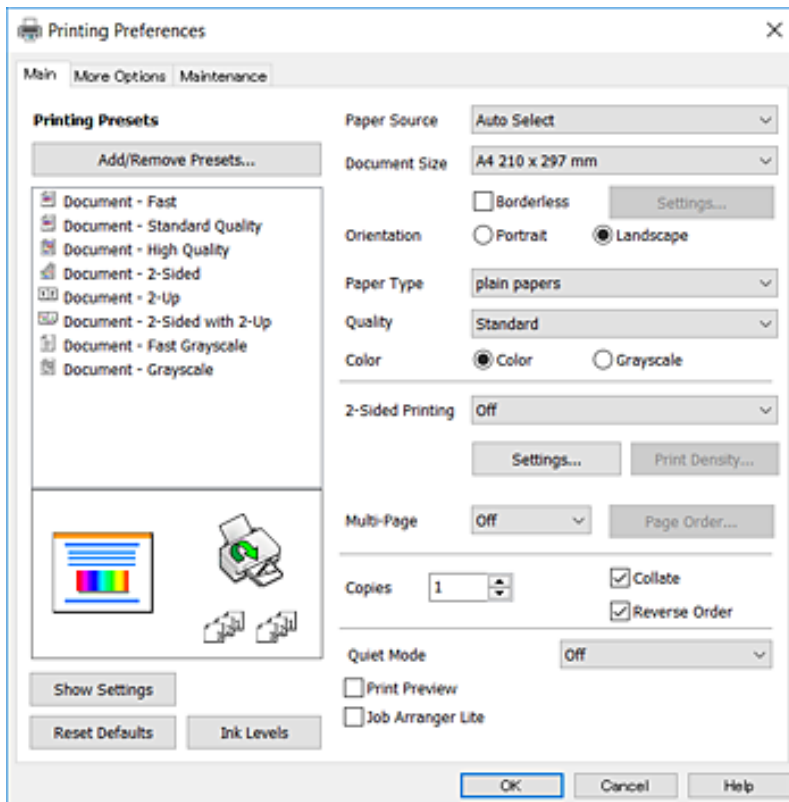 Printing Preferences
Main More Options Maintenance
Printing Presets
Add/Remove Presets...
Document - Fast
Document - Standard Quality
Document - High Quality
Document - 2-Sided
Document - 2-Up
Document - 2-Sided with 2-Up
Document - Fast Grayscale
Document - Grayscale
Show Settings
Reset Defaults Ink Levels
Paper Source Auto Select
Document Size A4 210 x 297 mm
Borderless Settings...
Orientation Portrait Landscape
Paper Type plain papers
Quality Standard
Color Color Grayscale
2-Sided Printing Off
Settings... Print Density...
Multi-Page Off Page Order...
Copies 1 Collate
Reverse Order
Quiet Mode Off
Print Preview
Job Arranger Lite
OK Cancel Help